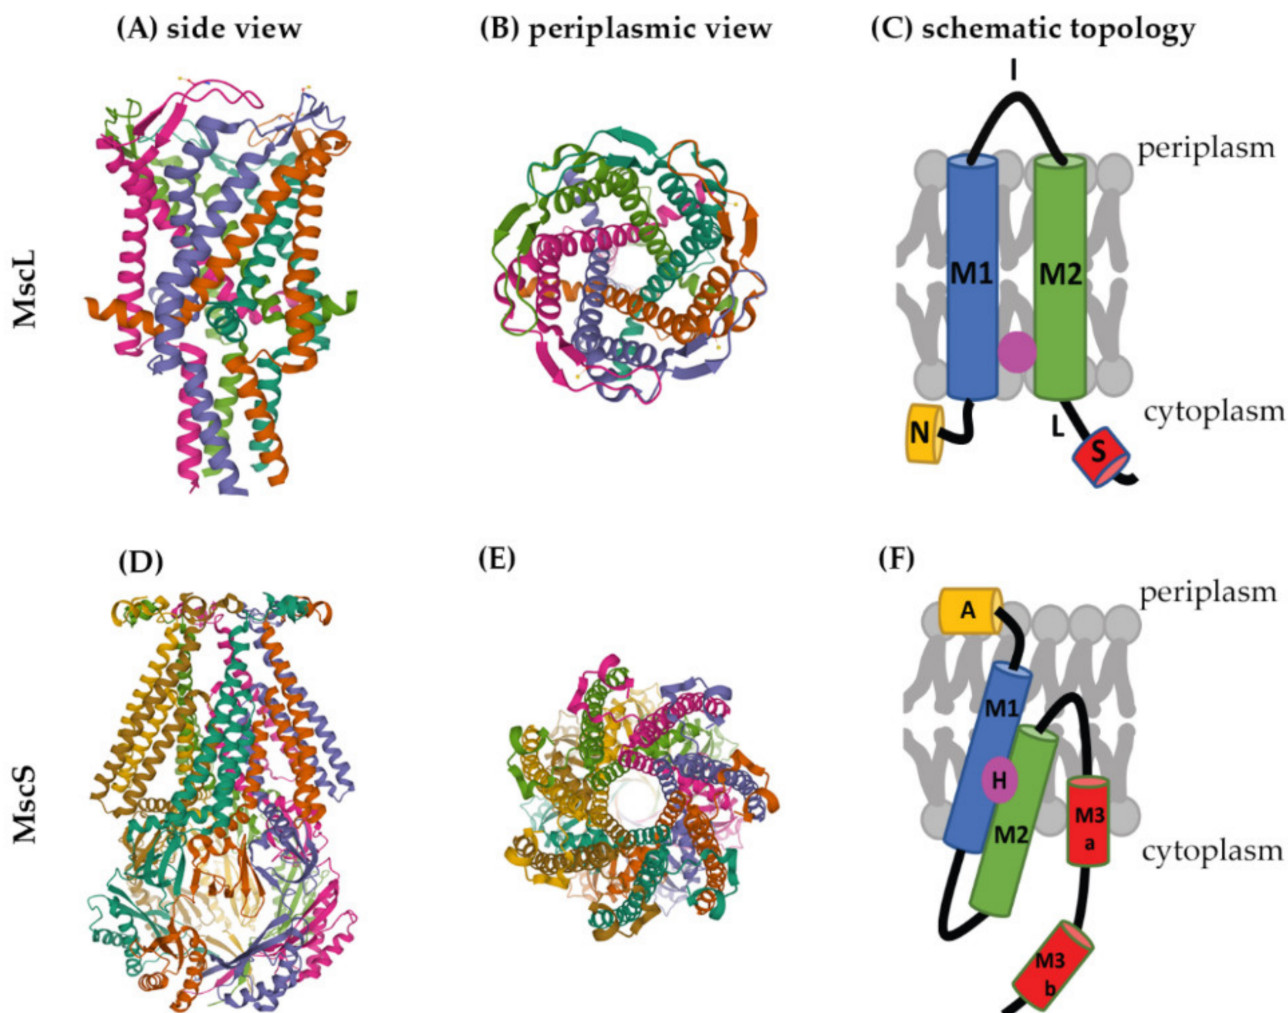 (A) side view
(B) periplasmic view
(C) schematic topology
MscL
I
periplasm
M1
M2
cytoplasm
N
L
S
(D)
(E)
(F)
MscS
periplasm
A
M1
H
M2
M3
a
cytoplasm
M3
b